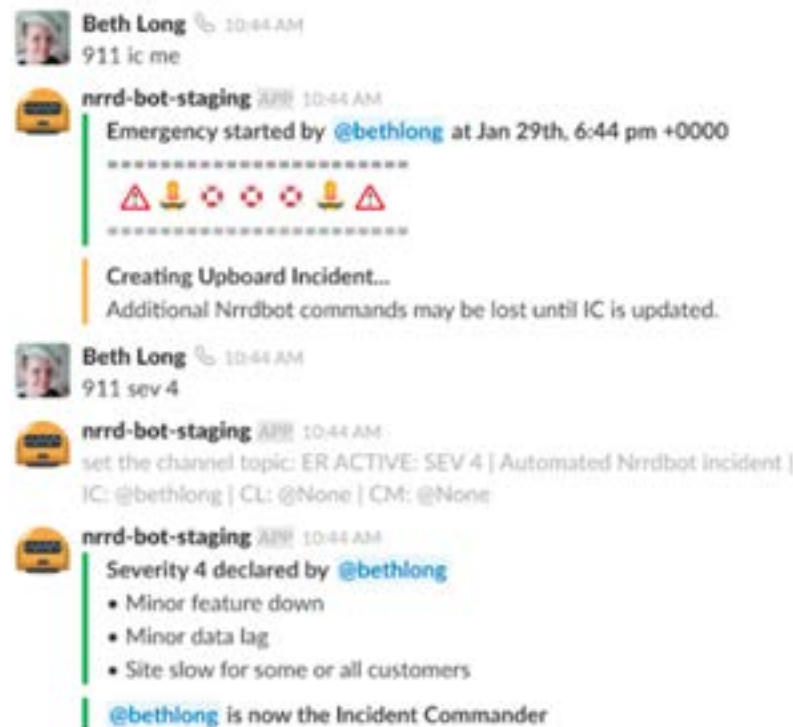 Beth Long 10:44 AM
911 ic me
nrrd-bot-staging APP 10:44 AM
Emergency started by @bethlong at Jan 29th, 6:44 pm +0000
========================
========================
Creating Upboard Incident...
Additional Nrrdbot commands may be lost until IC is updated.
Beth Long 10:44 AM
911 sev 4
nrrd-bot-staging APP 10:44 AM
set the channel topic: ER ACTIVE: SEV 4 | Automated Nrrdbot incident |
IC: @bethlong | CL: @None | CM: @None
nrrd-bot-staging APP 10:44 AM
Severity 4 declared by @bethlong
• Minor feature down
• Minor data lag
• Site slow for some or all customers
@bethlong is now the Incident Commander